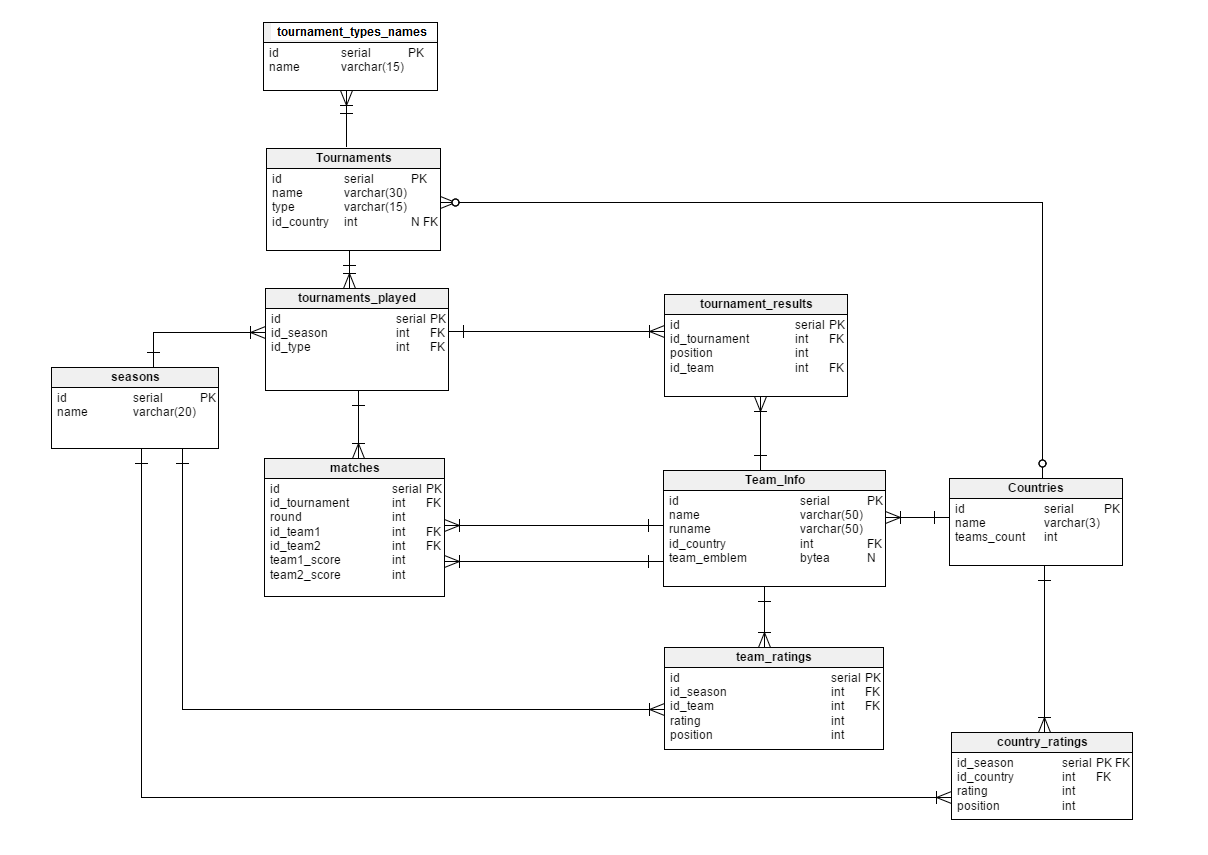 tournament_types_names
id serial PK
name varchar(15)
Tournaments
id serial PK
name varchar(30)
type varchar(15)
id_country int N FK
tournaments_played
id serial PK
id_season int FK
id_type int FK
tournament_results
id serial PK
id_tournament int FK
position int
id_team int FK
seasons
id serial PK
name varchar(20)
matches
id serial PK
id_tournament int FK
round int
id_team1 int FK
id_team2 int FK
team1_score int
team2_score int
Team_Info
id serial PK
name varchar(50)
runame varchar(50)
id_country int FK
team_emblem bytea N
Countries
id serial PK
name varchar(3)
teams_count int
team_ratings
id serial PK
id_season int FK
id_team int FK
rating int
position int
country_ratings
id_season serial PK FK
id_country int FK
rating int
position int